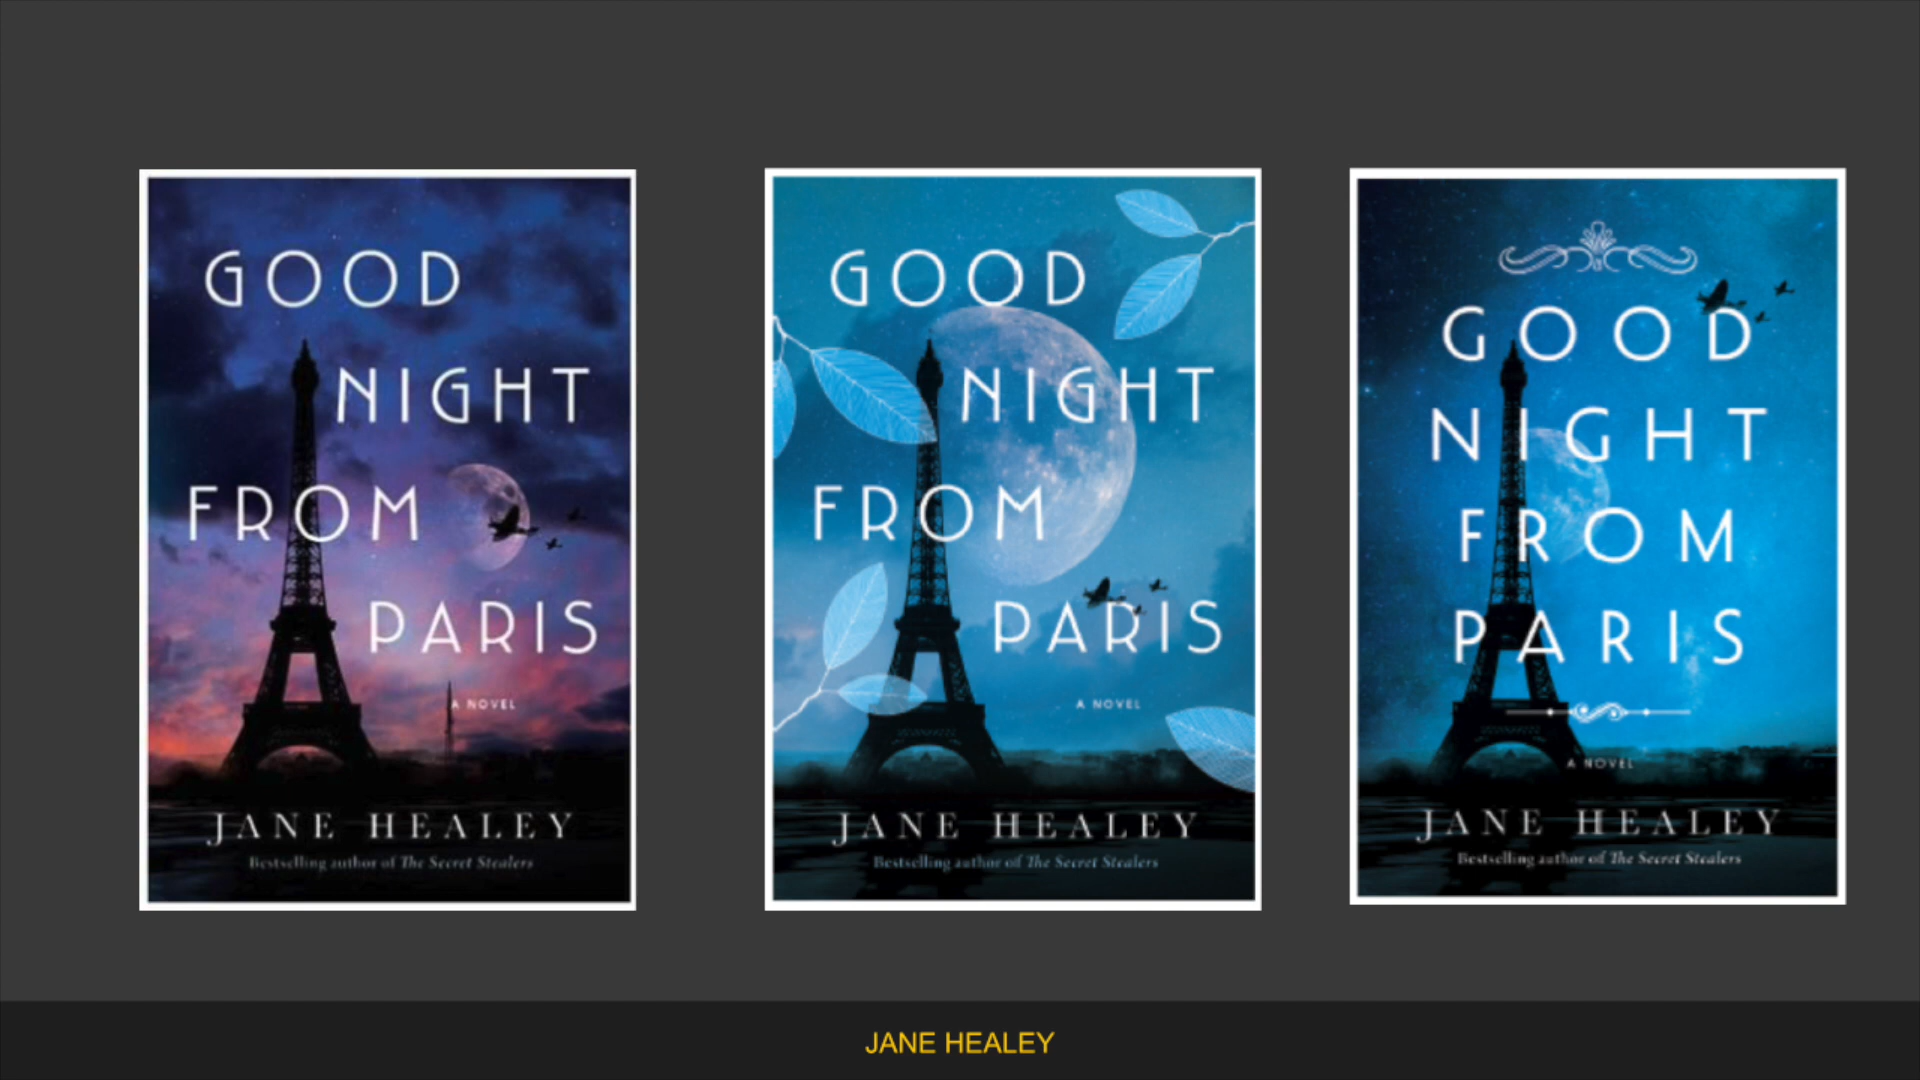 GOOD
NIGHT
FROM
PARIS
A NOVEL
JANE HEALEY
Bestselling author of The Secret Stealers
GOOD
NIGHT
FROM
PARIS
A NOVEL
JANE HEALEY
Bestselling author of The Secret Stealers
GOOD
NIGHT
FROM
PARIS
A NOVEL
JANE HEALEY
Bestselling author of The Secret Stealers
JANE HEALEY